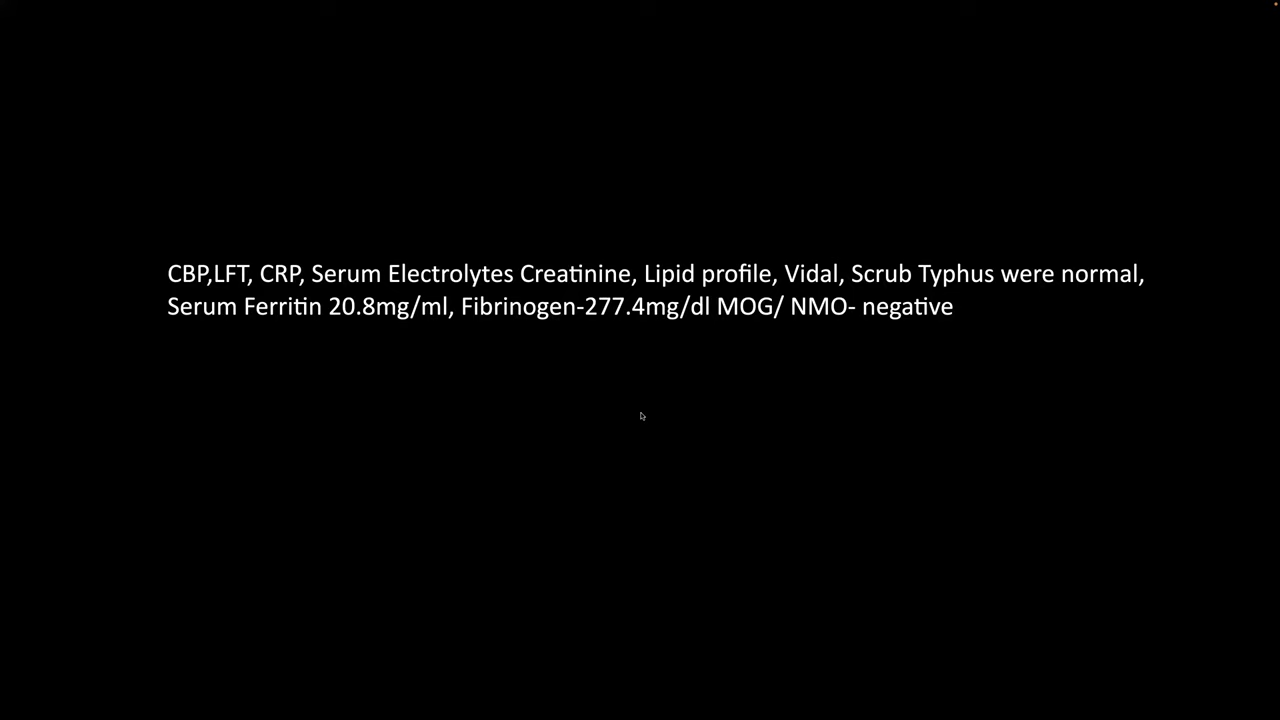 CBP,LFT, CRP, Serum Electrolytes Creatinine, Lipid profile, Vidal, Scrub Typhus were normal,
Serum Ferritin 20.8mg/ml, Fibrinogen-277.4mg/dl MOG/ NMO- negative